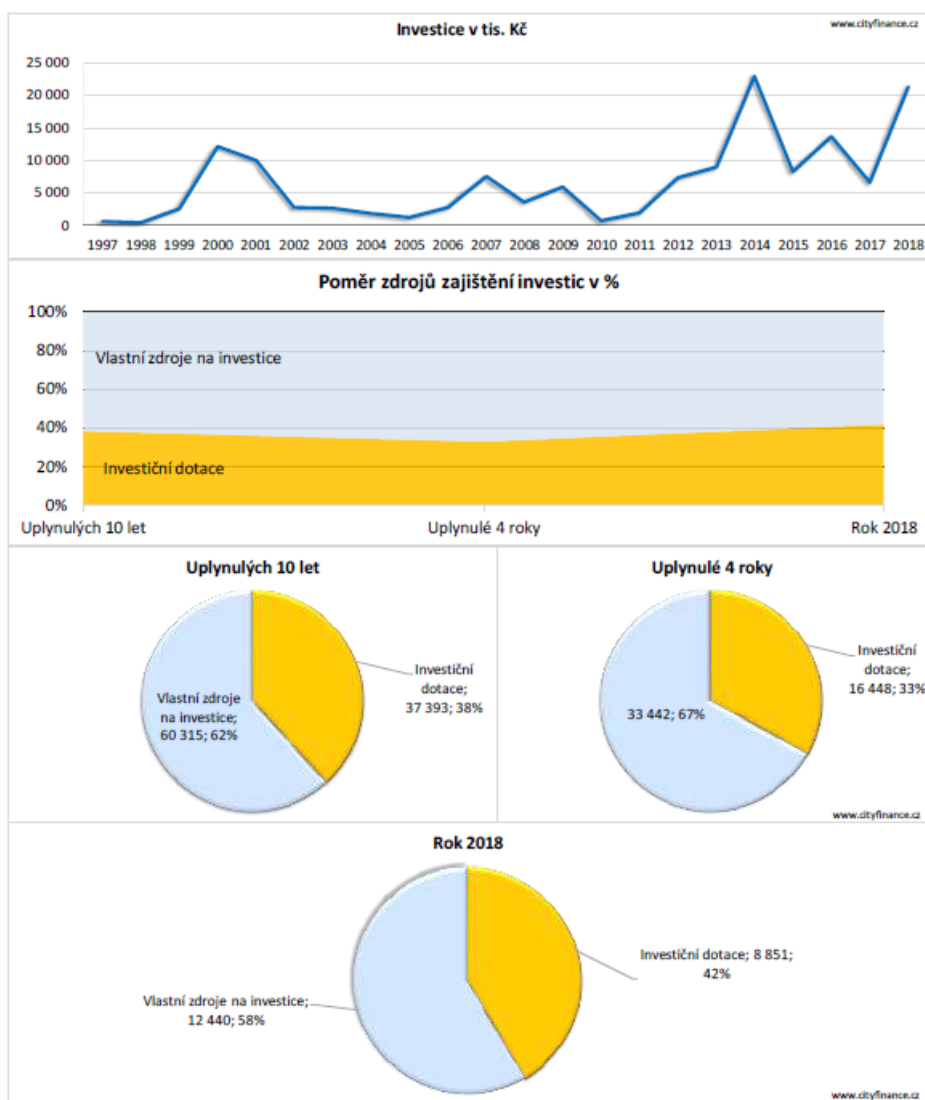 Investice v tis. Kč
www.cityfinance.cz
25 000
20 000
15 000
10 000
5 000
0
1997 1998 1999 2000 2001 2002 2003 2004 2005 2006 2007 2008 2009 2010 2011 2012 2013 2014 2015 2016 2017 2018
Poměr zdrojů zajištění investic v %
100%
80%
60%
40%
20%
0%
Vlastní zdroje na investice
Investiční dotace
Uplynulých 10 let
Uplynulé 4 roky
Rok 2018
Uplynulých 10 let
Investiční
dotace;
37 393; 38%
Vlastní zdroje
na investice;
60 315; 62%
Uplynulé 4 roky
Investiční
dotace;
16 448; 33%
33 442; 67%
www.cityfinance.cz
Rok 2018
Investiční dotace; 8 851;
42%
Vlastní zdroje na investice;
12 440; 58%
www.cityfinance.cz